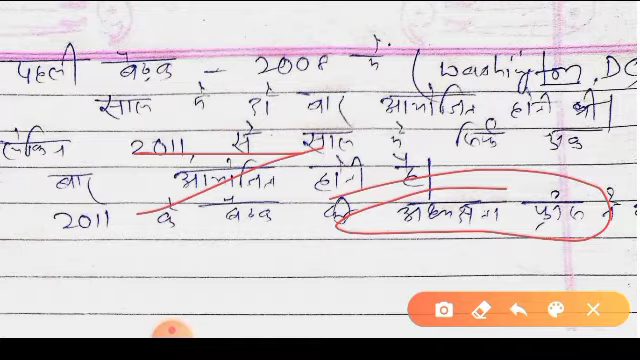 पहली बैठक - 2008 में (Washington, DC
साल में दो बार आयोजित होती थी।
लेकिन 2011 से साल में सिर्फ एक
बार आयोजित होती है।
2011 के बैठक की अध्यक्षता फ्रांस ने